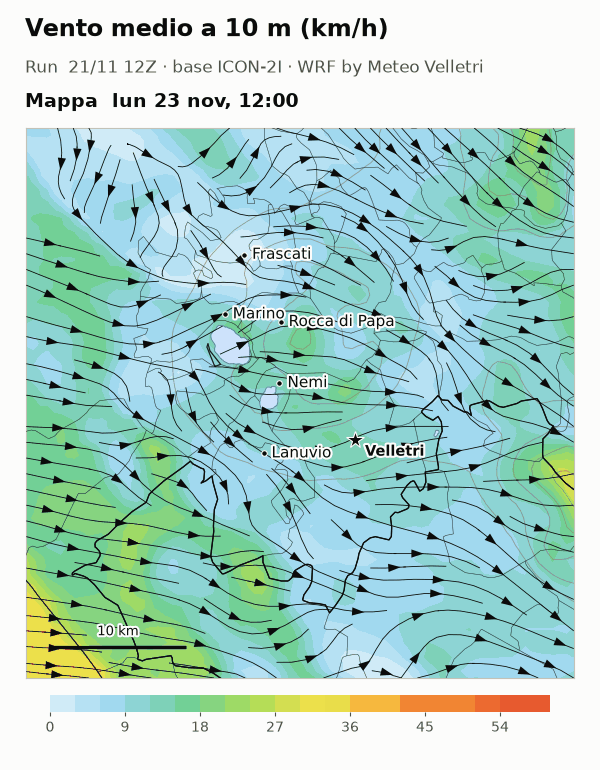 Vento medio a 10 m (km/h)
Run  21/11 12Z · base ICON-2I · WRF by Meteo Velletri
Mappa  lun 23 nov, 12:00
Frascati
Marino
Rocca di Papa
Nemi
Lanuvio
Velletri
10 km
0 9 18 27 36 45 54